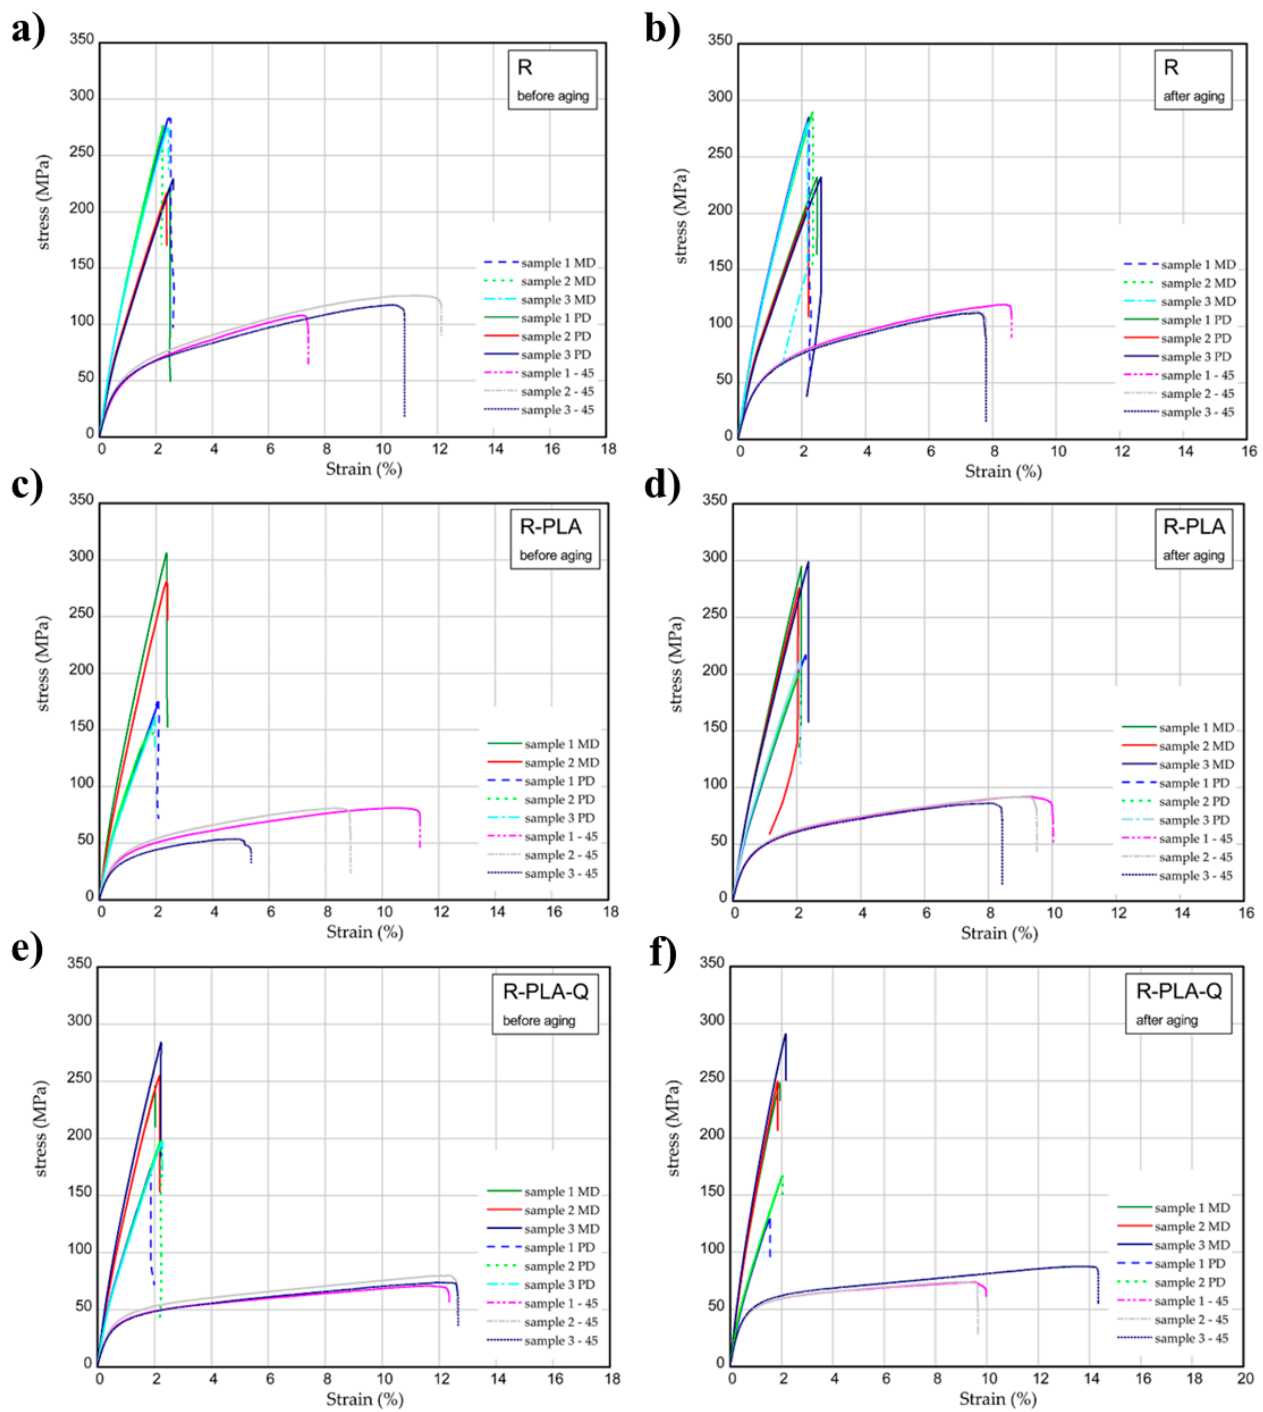 a)
350
300
250
200
150
100
50
0
stress (MPa)
R
before aging
sample 1 MD
sample 2 MD
sample 3 MD
sample 1 PD
sample 2 PD
sample 3 PD
sample 1 - 45
sample 2 - 45
sample 3 - 45
0 2 4 6 8 10 12 14 16 18
Strain (%)
b)
350
300
250
200
150
100
50
0
stress (MPa)
R
after aging
sample 1 MD
sample 2 MD
sample 3 MD
sample 1 PD
sample 2 PD
sample 3 PD
sample 1 - 45
sample 2 - 45
sample 3 - 45
0 2 4 6 8 10 12 14 16
Strain (%)
c)
350
300
250
200
150
100
50
0
stress (MPa)
R-PLA
before aging
sample 1 MD
sample 2 MD
sample 1 PD
sample 2 PD
sample 3 PD
sample 1 - 45
sample 2 - 45
sample 3 - 45
0 2 4 6 8 10 12 14 16 18
Strain (%)
d)
350
300
250
200
150
100
50
0
stress (MPa)
R-PLA
after aging
sample 1 MD
sample 2 MD
sample 3 MD
sample 1 PD
sample 2 PD
sample 3 PD
sample 1 - 45
sample 2 - 45
sample 3 - 45
0 2 4 6 8 10 12 14 16
Strain (%)
e)
350
300
250
200
150
100
50
0
stress (MPa)
R-PLA-Q
before aging
sample 1 MD
sample 2 MD
sample 3 MD
sample 1 PD
sample 2 PD
sample 3 PD
sample 1 - 45
sample 2 - 45
sample 3 - 45
0 2 4 6 8 10 12 14 16 18
Strain (%)
f)
350
300
250
200
150
100
50
0
stress (MPa)
R-PLA-Q
after aging
sample 1 MD
sample 2 MD
sample 3 MD
sample 1 PD
sample 2 PD
sample 1 - 45
sample 2 - 45
sample 3 - 45
0 2 4 6 8 10 12 14 16 18 20
Strain (%)